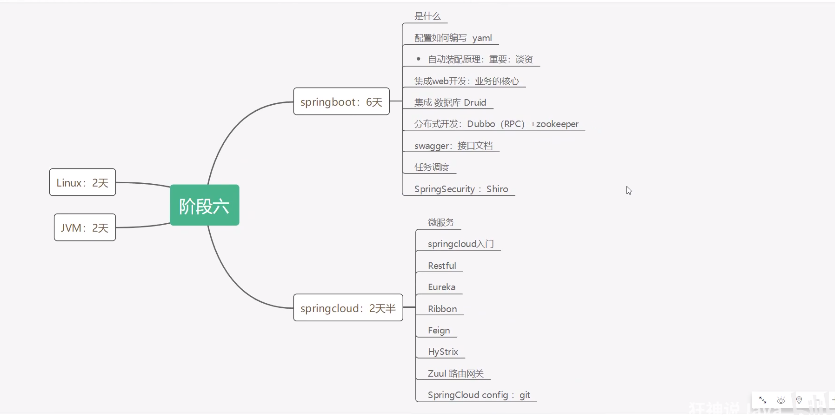 阶段六
Linux：2天
JVM：2天
springboot：6天
是什么
配置如何编写 yaml
自动装配原理：重要：谈资
集成web开发：业务的核心
集成 数据库 Druid
分布式开发：Dubbo（RPC）+zookeeper
swagger：接口文档
任务调度
SpringSecurity：Shiro
springcloud：2天半
微服务
springcloud入门
Restful
Eureka
Ribbon
Feign
HyStrix
Zuul 路由网关
SpringCloud config：git